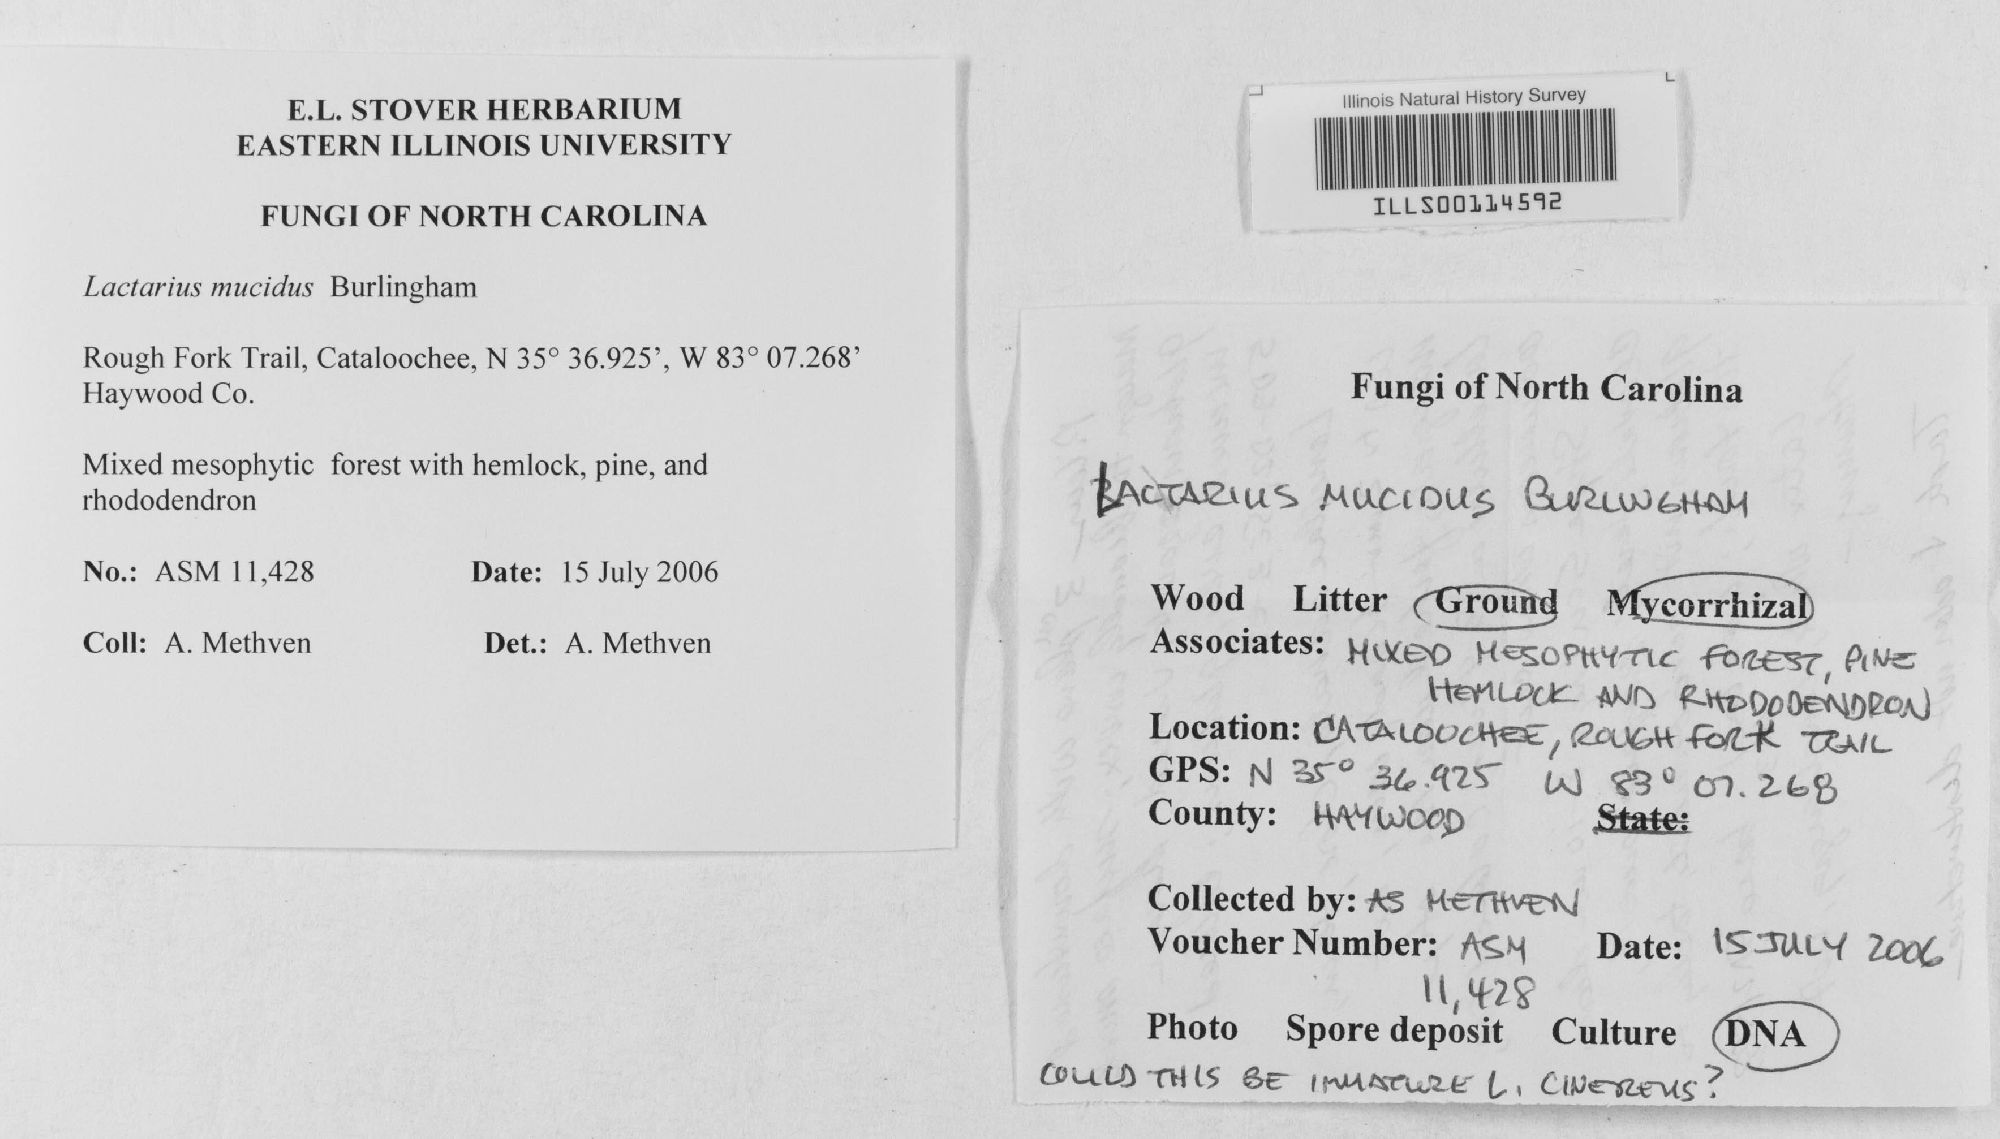 E.L. STOVER HERBARIUM
EASTERN ILLINOIS UNIVERSITY
FUNGI OF NORTH CAROLINA
Lactarius mucidus Burlingham
Rough Fork Trail, Cataloochee, N 35° 36.925’, W 83° 07.268’
Haywood Co.
Mixed mesophytic forest with hemlock, pine, and
rhododendron
No.: ASM 11,428 Date: 15 July 2006
Coll: A. Methven Det.: A. Methven
Illinois Natural History Survey
ILLS00114592
Fungi of North Carolina
LACTARIUS MUCIDUS BURLINGHAM
Wood Litter Ground Mycorrhizal
Associates: MIXED MESOPHYTIC FOREST, PINE
HEMLOCK AND RHODODENDRON
Location: CATALOOCHEE, ROUGH FORK TRAIL
GPS: N 35° 36.925 W 83° 07.268
County: HAYWOOD State:
Collected by: AS METHVEN
Voucher Number: ASM Date: 15 JULY 2006
11,428
Photo Spore deposit Culture DNA
COULD THIS BE IMMATURE L. CINEREUS?